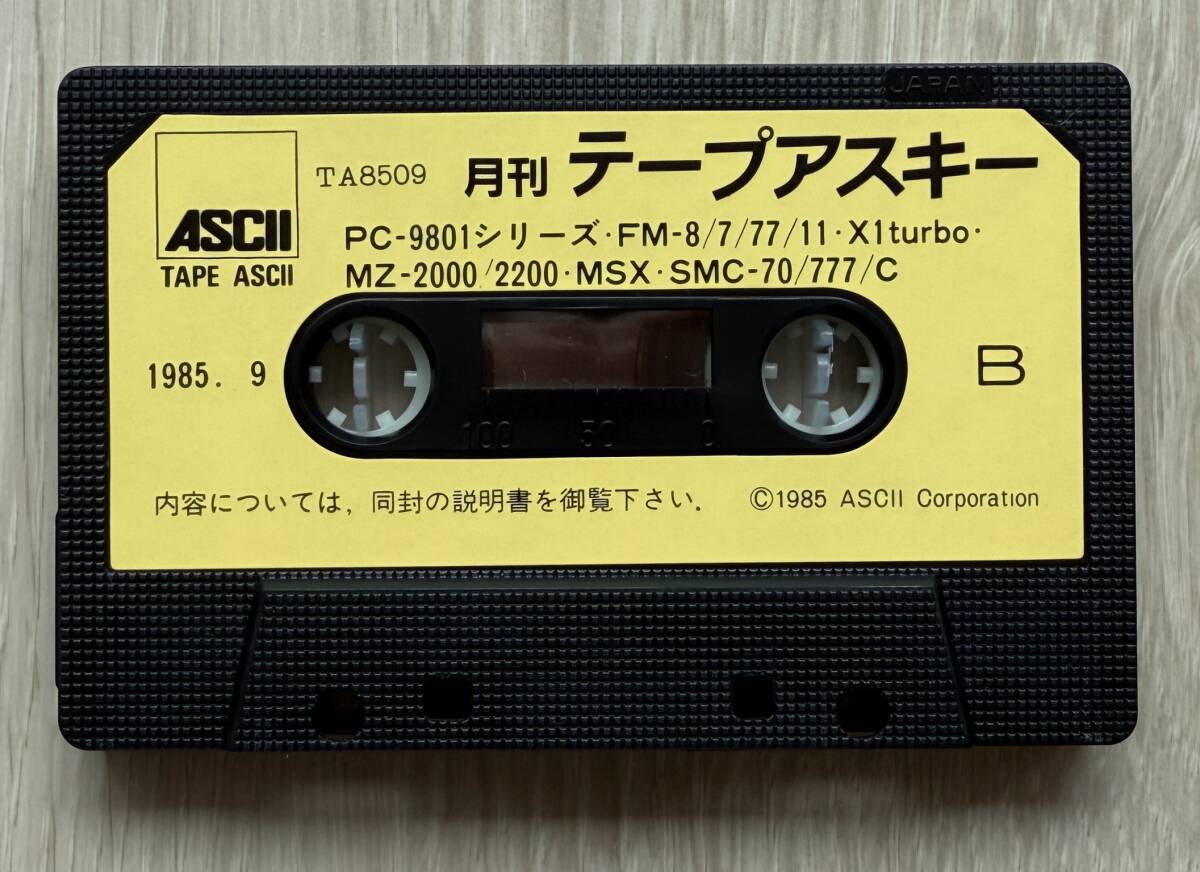 JAPAN
ASCII
TAPE ASCII
TA8509 月刊 テープアスキー
PC-9801シリーズ・FM-8/7/77/11・X1turbo・
MZ-2000/2200・MSX・SMC-70/777/C
1985. 9
B
100 50 0
内容については，同封の説明書を御覧下さい．
©1985 ASCII Corporation